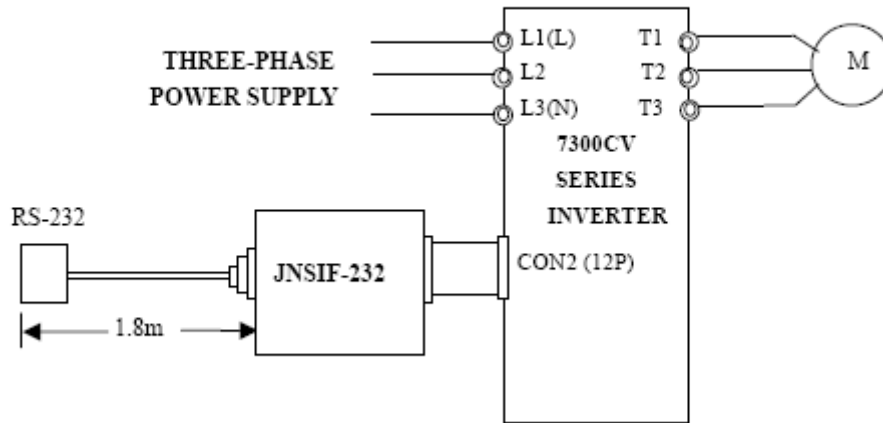 THREE-PHASE
POWER SUPPLY
L1(L)
L2
L3(N)
T1
T2
T3
M
7300CV
SERIES
INVERTER
RS-232
JNSIF-232
CON2 (12P)
1.8m